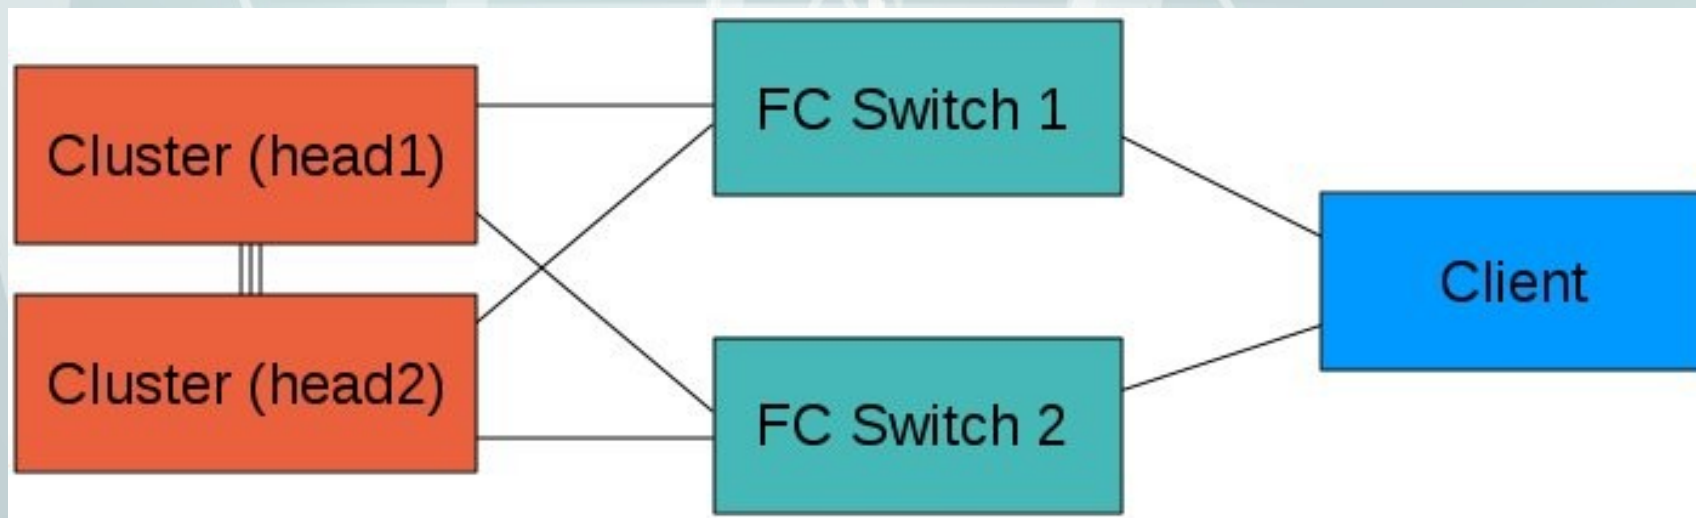 Cluster (head1)
Cluster (head2)
FC Switch 1
FC Switch 2
Client